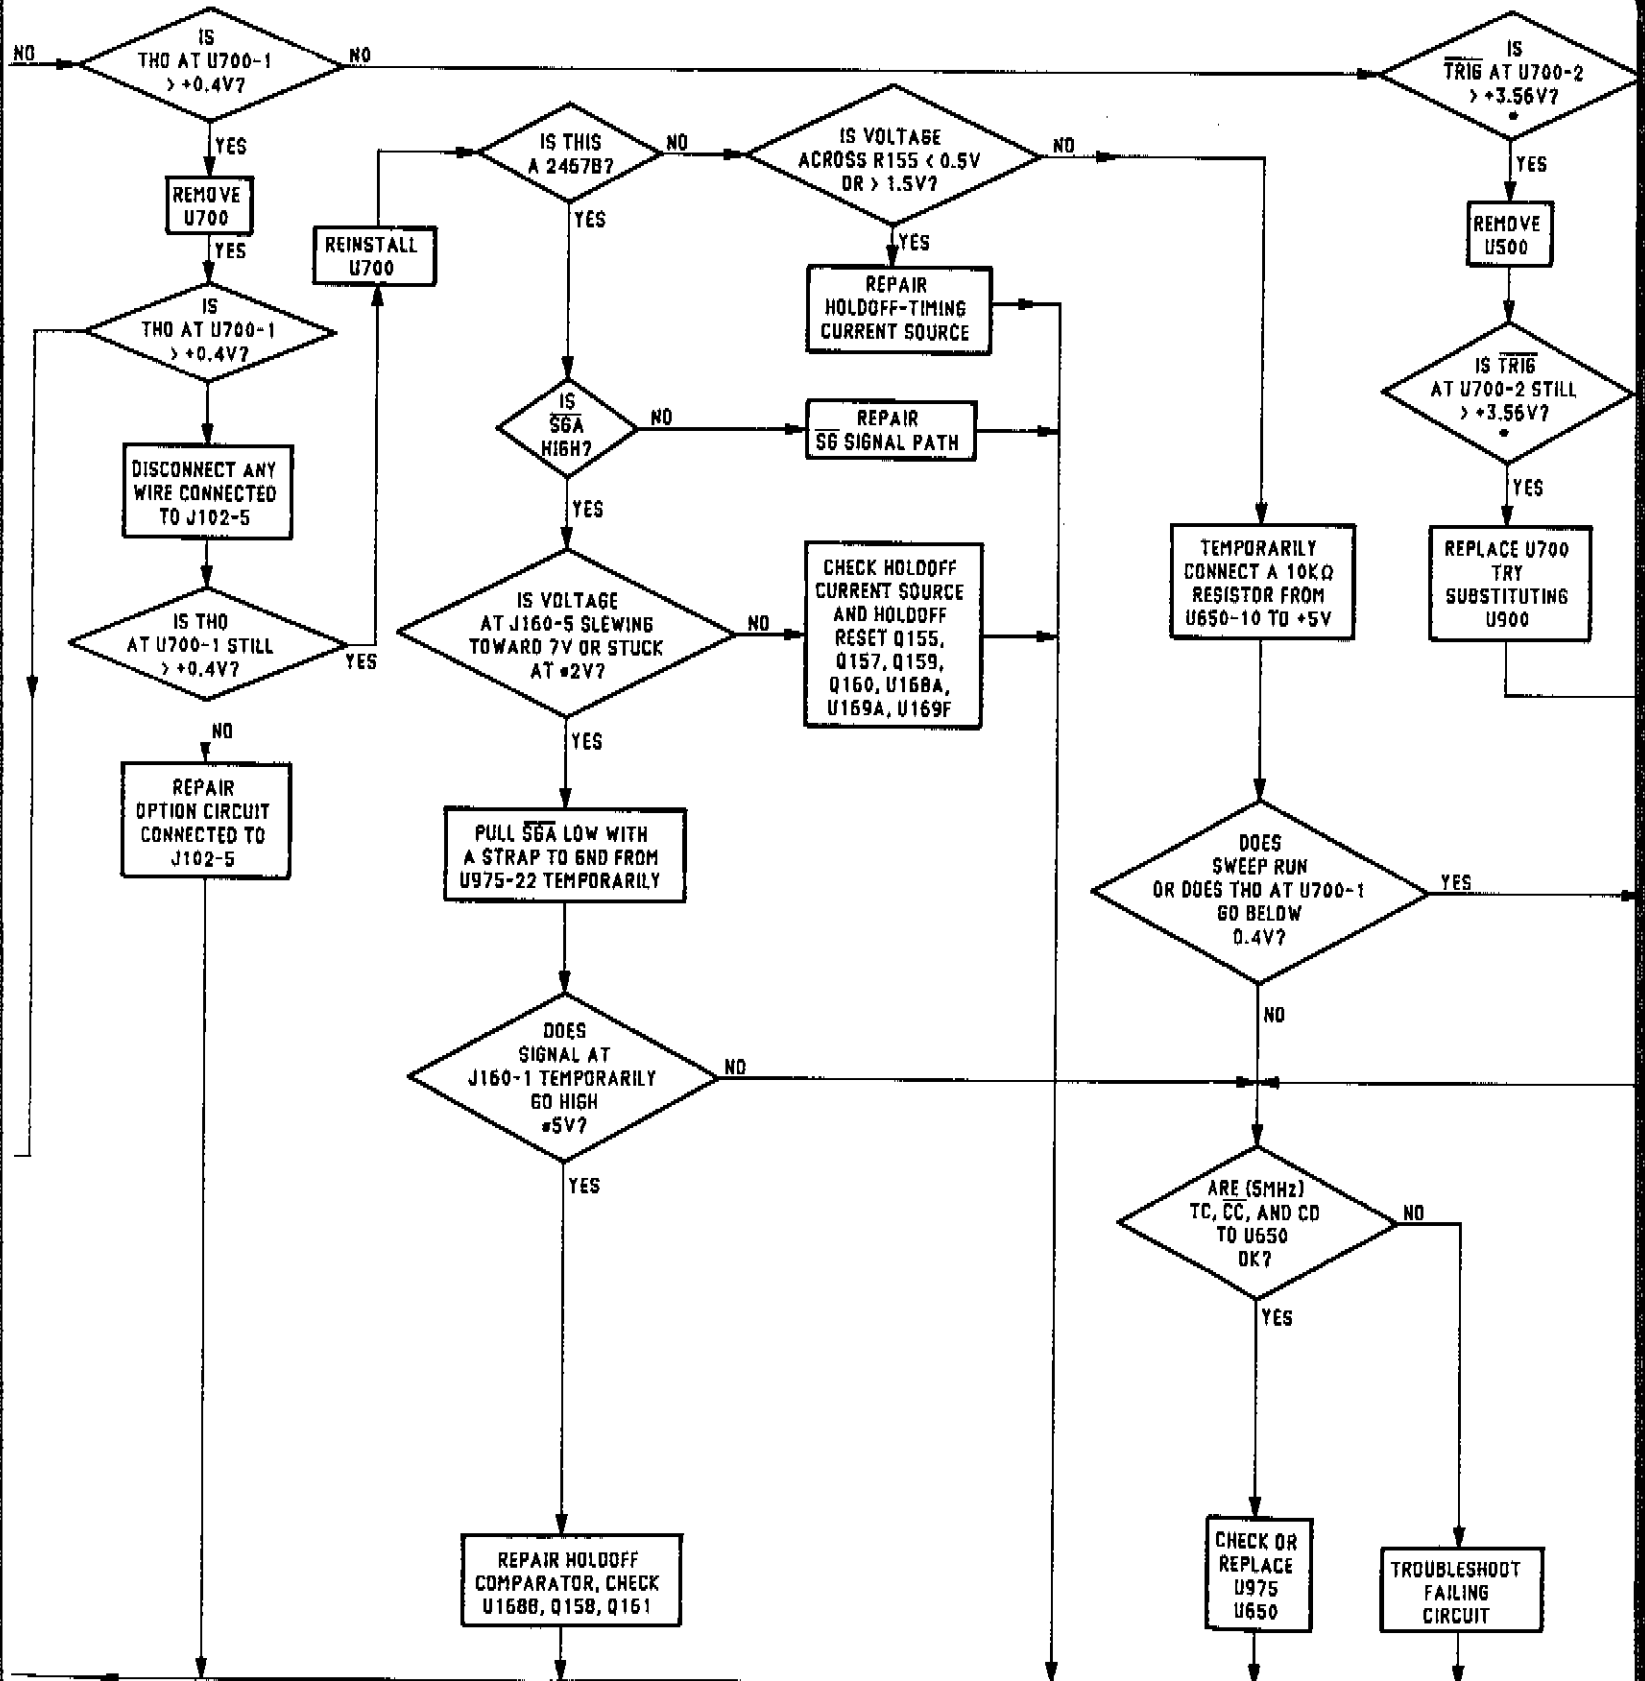 NO
IS
THO AT U700-1
> +0.4V?
NO
YES
REMOVE
U700
YES
IS
THO AT U700-1
> +0.4V?
DISCONNECT ANY
WIRE CONNECTED
TO J102-5
IS THO
AT U700-1 STILL
> +0.4V?
YES
NO
REPAIR
OPTION CIRCUIT
CONNECTED TO
J102-5
REINSTALL
U700
IS THIS
A 2467B?
NO
YES
IS VOLTAGE
ACROSS R155 < 0.5V
OR > 1.5V?
NO
YES
REPAIR
HOLDOFF-TIMING
CURRENT SOURCE
IS
SGA
HIGH?
NO
REPAIR
SG SIGNAL PATH
YES
IS VOLTAGE
AT J160-5 SLEWING
TOWARD 7V OR STUCK
AT ≈2V?
NO
CHECK HOLDOFF
CURRENT SOURCE
AND HOLDOFF
RESET Q155,
Q157, Q159,
Q160, U168A,
U169A, U169F
YES
PULL SGA LOW WITH
A STRAP TO GND FROM
U975-22 TEMPORARILY
DOES
SIGNAL AT
J160-1 TEMPORARILY
GO HIGH
≈5V?
NO
YES
REPAIR HOLDOFF
COMPARATOR, CHECK
U168B, Q158, Q161
TEMPORARILY
CONNECT A 10KΩ
RESISTOR FROM
U650-10 TO +5V
DOES
SWEEP RUN
OR DOES THO AT U700-1
GO BELOW
0.4V?
YES
NO
ARE (5MHz)
TC, CC, AND CD
TO U650
OK?
NO
YES
CHECK OR
REPLACE
U975
U650
TROUBLESHOOT
FAILING
CIRCUIT
IS
TRIG AT U700-2
> +3.56V?
YES
REMOVE
U500
IS TRIG
AT U700-2 STILL
> +3.56V?
YES
REPLACE U700
TRY
SUBSTITUTING
U900